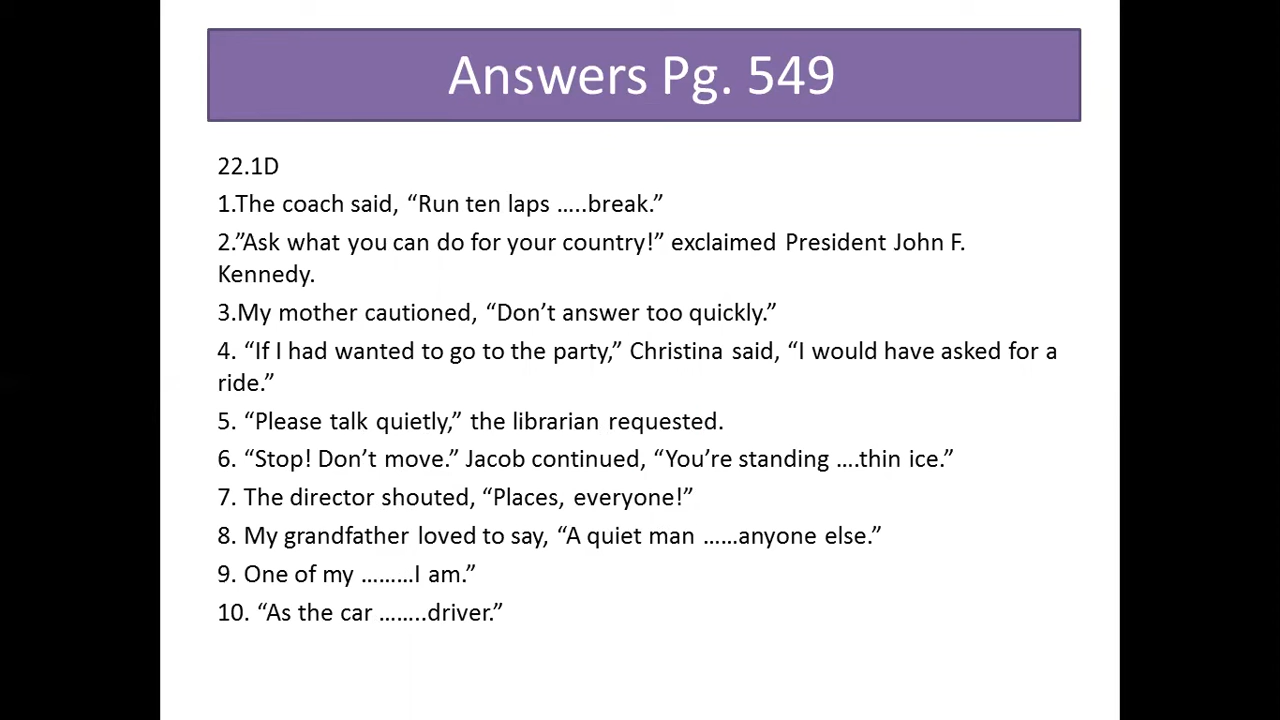 Answers Pg. 549
22.1D
1.The coach said, “Run ten laps …..break.”
2.”Ask what you can do for your country!” exclaimed President John F.
Kennedy.
3.My mother cautioned, “Don’t answer too quickly.”
4. “If I had wanted to go to the party,” Christina said, “I would have asked for a
ride.”
5. “Please talk quietly,” the librarian requested.
6. “Stop! Don’t move.” Jacob continued, “You’re standing ….thin ice.”
7. The director shouted, “Places, everyone!”
8. My grandfather loved to say, “A quiet man ……anyone else.”
9. One of my ………I am.”
10. “As the car ……..driver.”